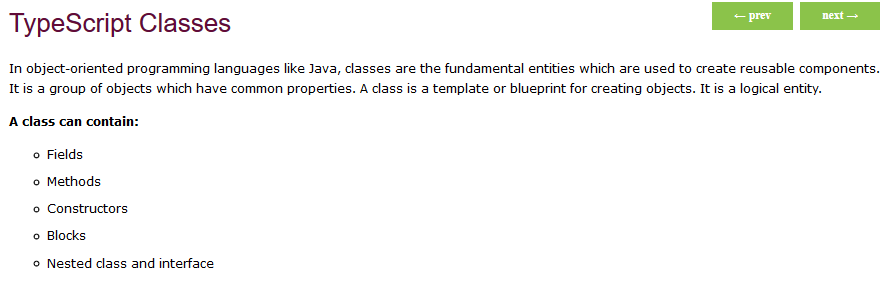 TypeScript Classes
← prev
next →
In object-oriented programming languages like Java, classes are the fundamental entities which are used to create reusable components.
It is a group of objects which have common properties. A class is a template or blueprint for creating objects. It is a logical entity.
A class can contain:
Fields
Methods
Constructors
Blocks
Nested class and interface